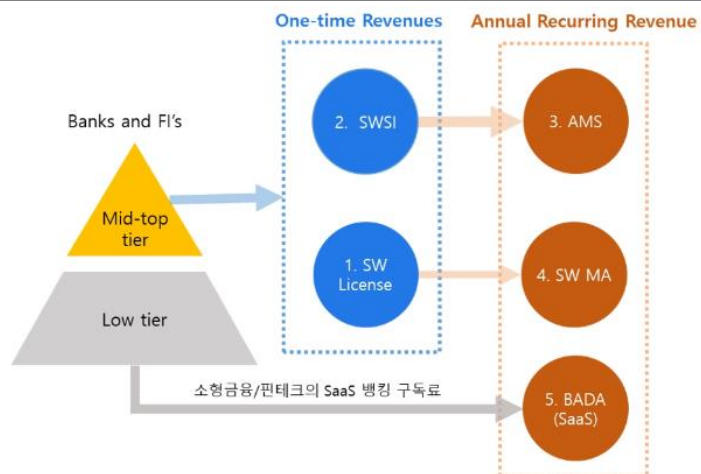 One-time Revenues
Annual Recurring Revenue
Banks and FI's
2. SWSI
3. AMS
Mid-top
tier
1. SW
License
4. SW MA
Low tier
소형금융/핀테크의 SaaS 뱅킹 구독료
5. BADA
(SaaS)